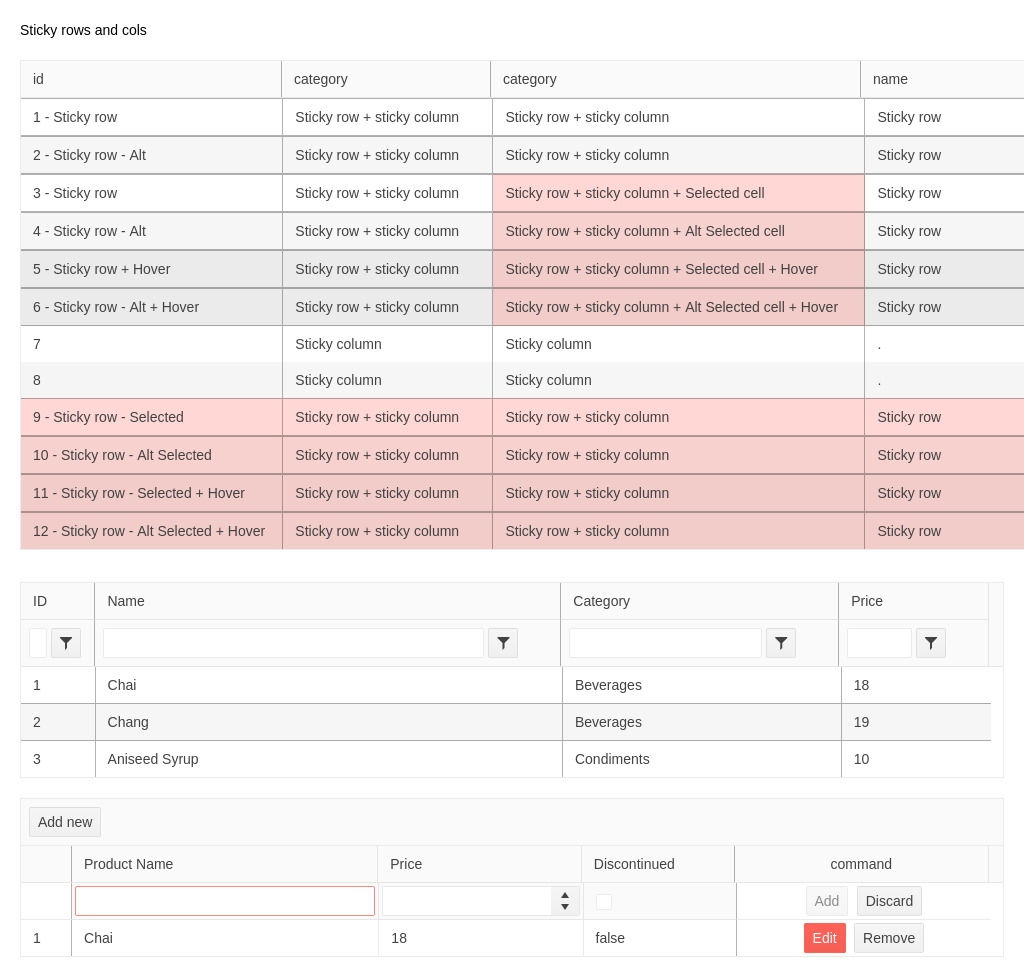 Sticky rows and cols
id category category name
1 - Sticky row Sticky row + sticky column Sticky row + sticky column Sticky row
2 - Sticky row - Alt Sticky row + sticky column Sticky row + sticky column Sticky row
3 - Sticky row Sticky row + sticky column Sticky row + sticky column + Selected cell Sticky row
4 - Sticky row - Alt Sticky row + sticky column Sticky row + sticky column + Alt Selected cell Sticky row
5 - Sticky row + Hover Sticky row + sticky column Sticky row + sticky column + Selected cell + Hover Sticky row
6 - Sticky row - Alt + Hover Sticky row + sticky column Sticky row + sticky column + Alt Selected cell + Hover Sticky row
7 Sticky column Sticky column .
8 Sticky column Sticky column .
9 - Sticky row - Selected Sticky row + sticky column Sticky row + sticky column Sticky row
10 - Sticky row - Alt Selected Sticky row + sticky column Sticky row + sticky column Sticky row
11 - Sticky row - Selected + Hover Sticky row + sticky column Sticky row + sticky column Sticky row
12 - Sticky row - Alt Selected + Hover Sticky row + sticky column Sticky row + sticky column Sticky row
ID Name Category Price
1 Chai Beverages 18
2 Chang Beverages 19
3 Aniseed Syrup Condiments 10
Add new
Product Name Price Discontinued command
Add Discard
1 Chai 18 false Edit Remove